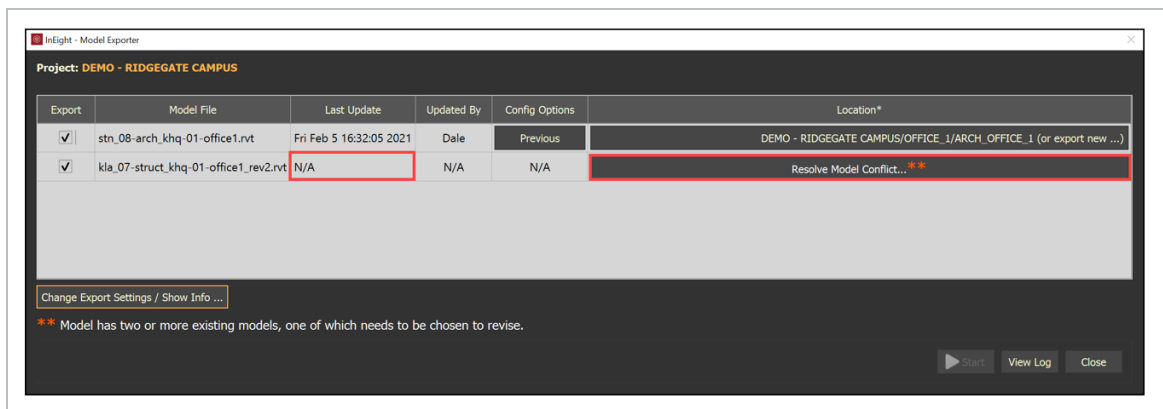 InEight - Model Exporter
Project: DEMO - RIDGEGATE CAMPUS
Export Model File Last Update Updated By Config Options Location*
stn_08-arch_khq-01-office1.rvt Fri Feb 5 16:32:05 2021 Dale Previous DEMO - RIDGEGATE CAMPUS/OFFICE_1/ARCH_OFFICE_1 (or export new ...)
kla_07-struct_khq-01-office1_rev2.rvt N/A N/A N/A Resolve Model Conflict...**
Change Export Settings / Show Info ...
** Model has two or more existing models, one of which needs to be chosen to revise.
Start View Log Close